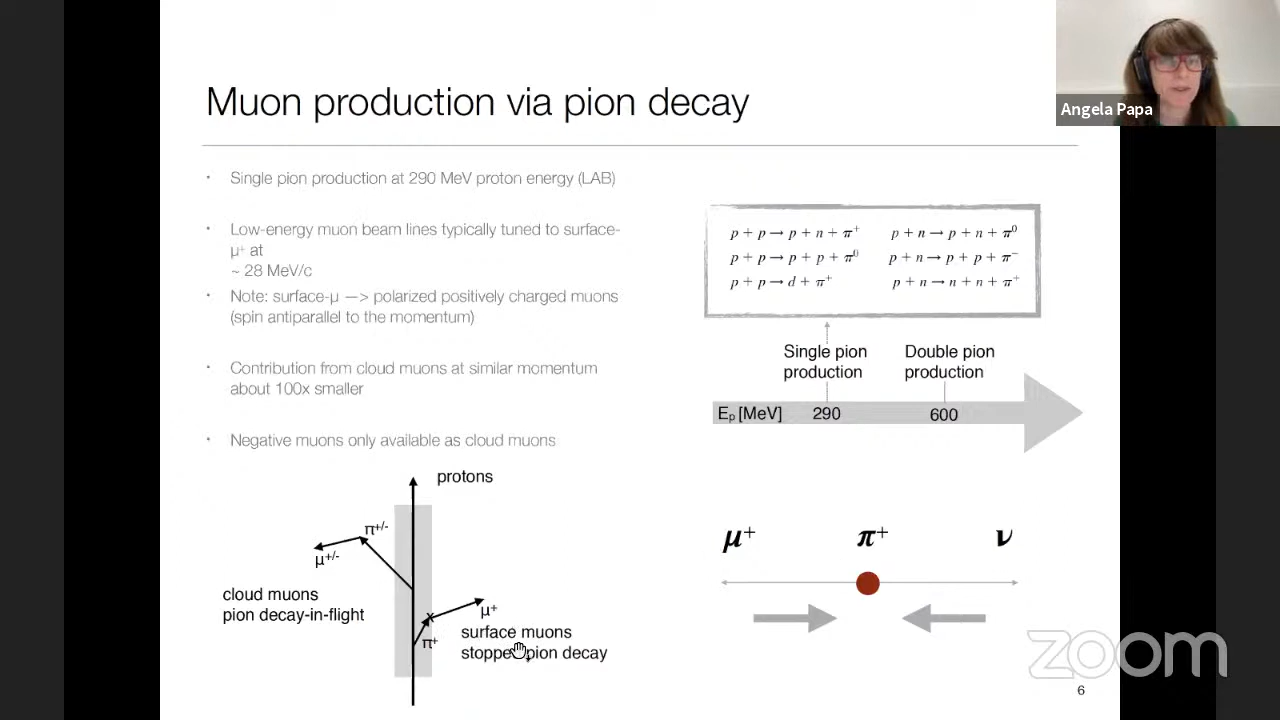 Angela Papa
Muon production via pion decay
• Single pion production at 290 MeV proton energy (LAB)
• Low-energy muon beam lines typically tuned to surface-
μ⁺ at
~ 28 MeV/c
• Note: surface-μ —> polarized positively charged muons
(spin antiparallel to the momentum)
• Contribution from cloud muons at similar momentum
about 100x smaller
• Negative muons only available as cloud muons
p + p → p + n + π⁺
p + p → p + p + π⁰
p + p → d + π⁺
p + n → p + n + π⁰
p + n → p + p + π⁻
p + n → n + n + π⁺
Single pion
production
Double pion
production
Eₚ [MeV] 290 600
protons
π⁺/⁻
μ⁺/⁻
cloud muons
pion decay-in-flight
x
μ⁺
π⁺
surface muons
stopped pion decay
μ⁺ π⁺ ν
zoom
6